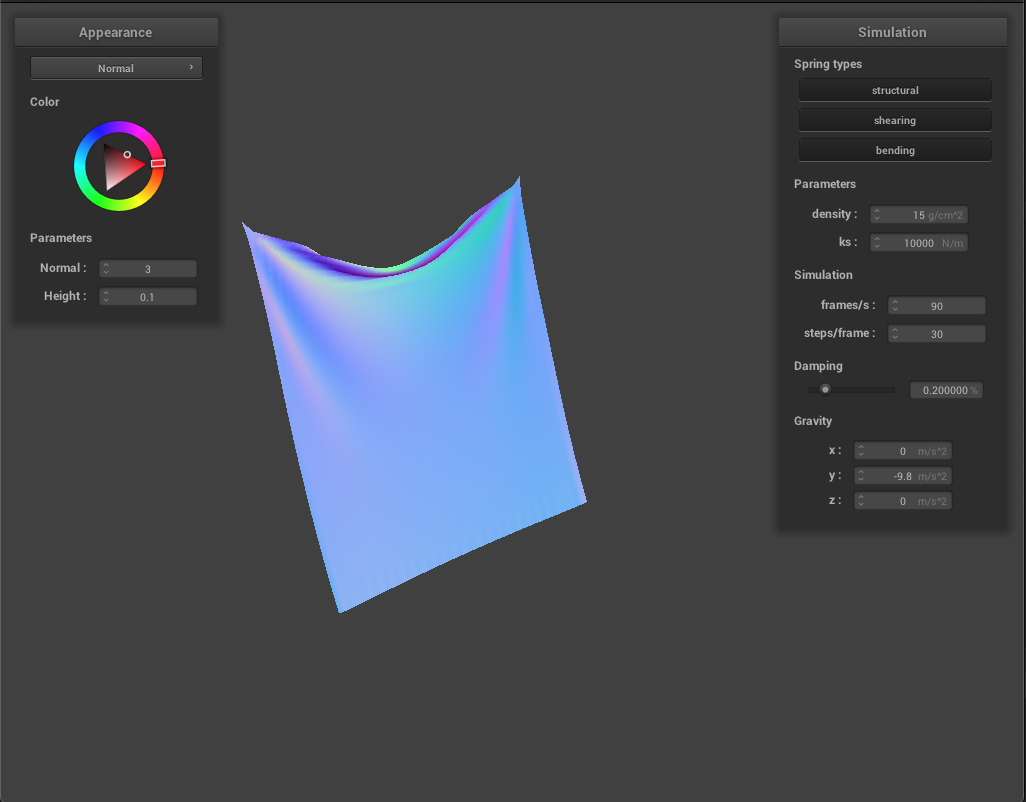 Appearance
Normal
Color
Parameters
Normal : 3
Height : 0.1
Simulation
Spring types
structural
shearing
bending
Parameters
density : 15 g/cm^2
ks : 10000 N/m
Simulation
frames/s : 90
steps/frame : 30
Damping
0.200000 %
Gravity
x : 0 m/s^2
y : -9.8 m/s^2
z : 0 m/s^2